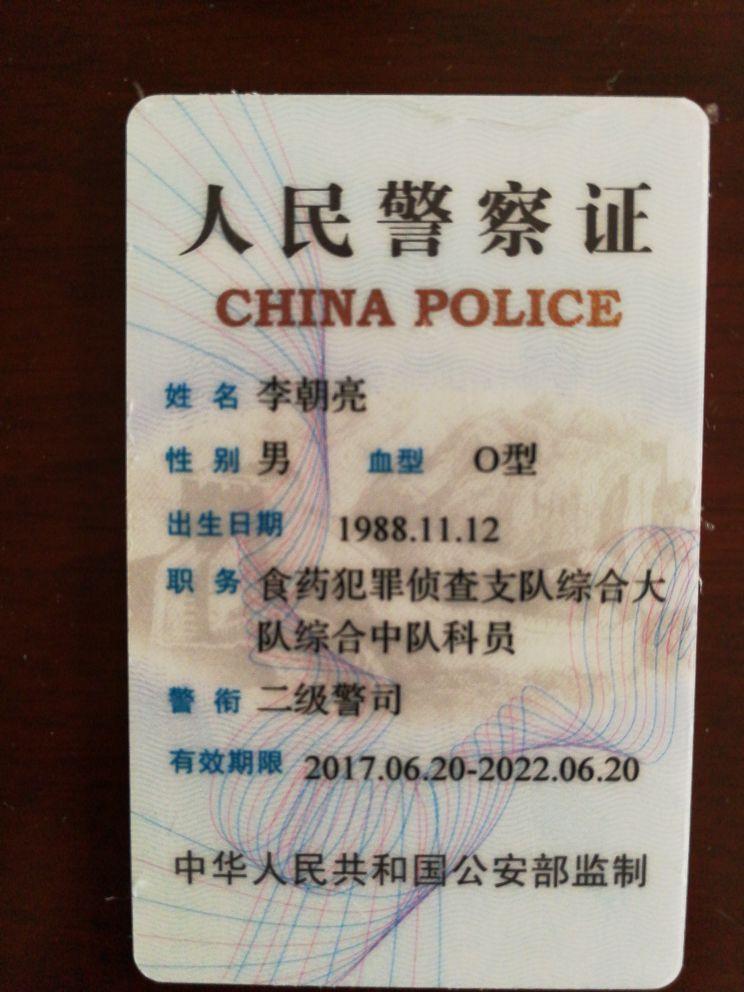 人民警察证
CHINA POLICE
姓名 李朝亮
性别 男 血型 O型
出生日期 1988.11.12
职务 食药犯罪侦查支队综合大
队综合中队科员
警衔 二级警司
有效期限 2017.06.20-2022.06.20
中华人民共和国公安部监制